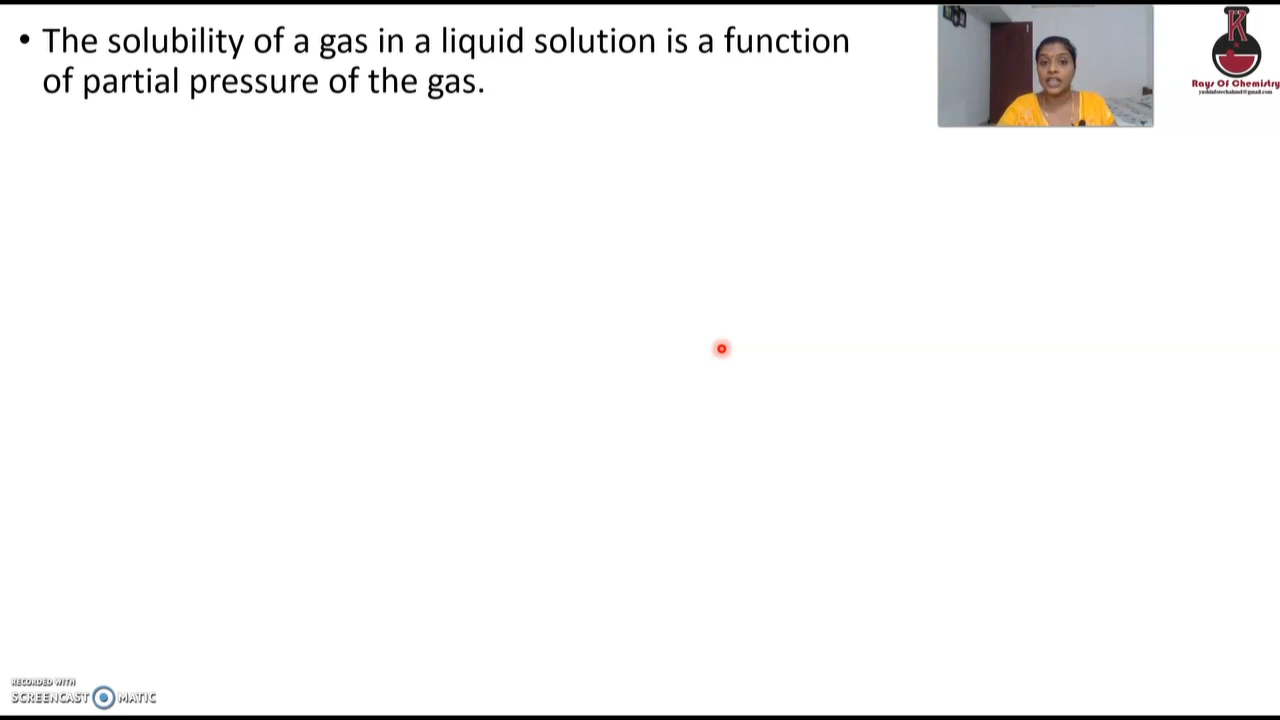 • The solubility of a gas in a liquid solution is a function
of partial pressure of the gas.
K
Rays Of Chemistry
RECORDED WITH
SCREENCAST MATIC